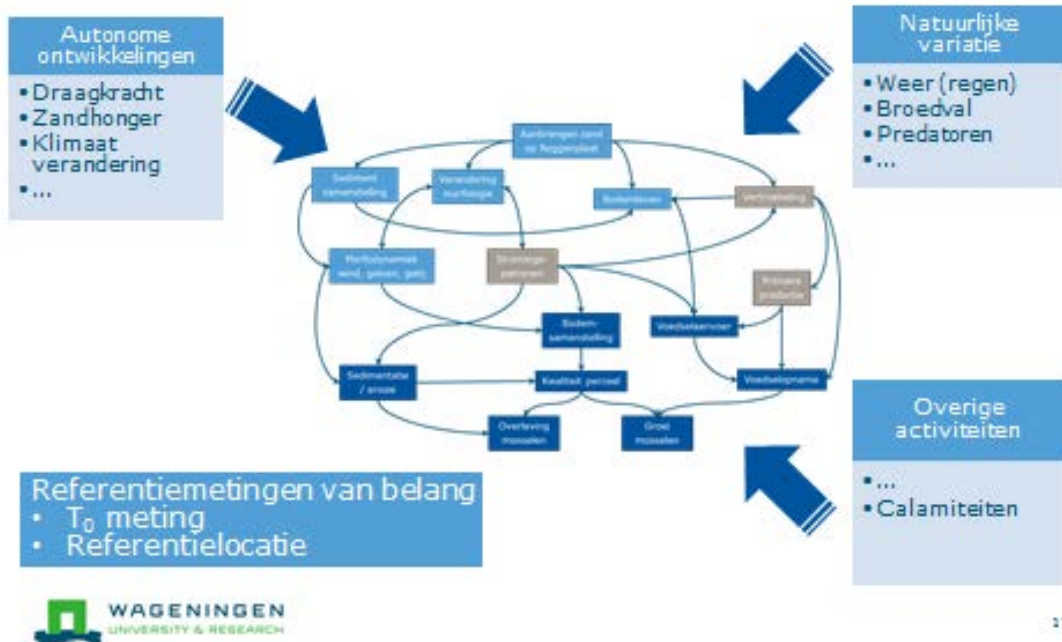 Autonome
ontwikkelingen
▪ Draagkracht
▪ Zandhonger
▪ Klimaat
verandering
▪ ...
Natuurlijke
variatie
▪ Weer (regen)
▪ Broedval
▪ Predatoren
▪ ...
Aanbrengen zand
op Roggenplaat
Sediment
samenstelling
Verandering
morfologie
Bodemleven
Vertroebeling
Hydrodynamiek
wind, golven, getij
Stromings-
patronen
Primaire
productie
Bodem-
samenstelling
Voedselaanvoer
Sedimentatie
/ erosie
Kwaliteit perceel
Voedselopname
Overleving
mosselen
Groei
mosselen
Overige
activiteiten
▪ ...
▪ Calamiteiten
Referentiemetingen van belang
• T₀ meting
• Referentielocatie
WAGENINGEN
UNIVERSITY & RESEARCH